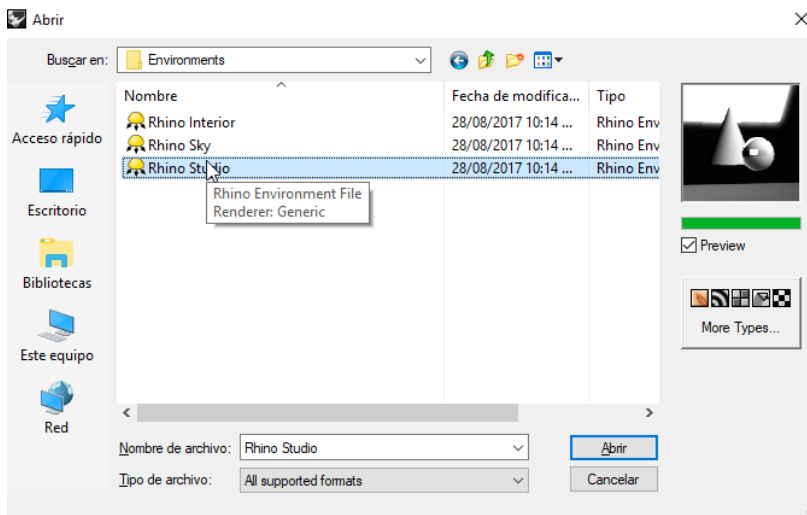 Abrir
Buscar en:
Environments
Nombre
Fecha de modifica...
Tipo
Rhino Interior
28/08/2017 10:14 ...
Rhino Env
Rhino Sky
28/08/2017 10:14 ...
Rhino Env
Rhino Studio
28/08/2017 10:14 ...
Rhino Env
Rhino Environment File
Renderer: Generic
Acceso rápido
Escritorio
Bibliotecas
Este equipo
Red
Preview
More Types...
Nombre de archivo:
Rhino Studio
Abrir
Tipo de archivo:
All supported formats
Cancelar